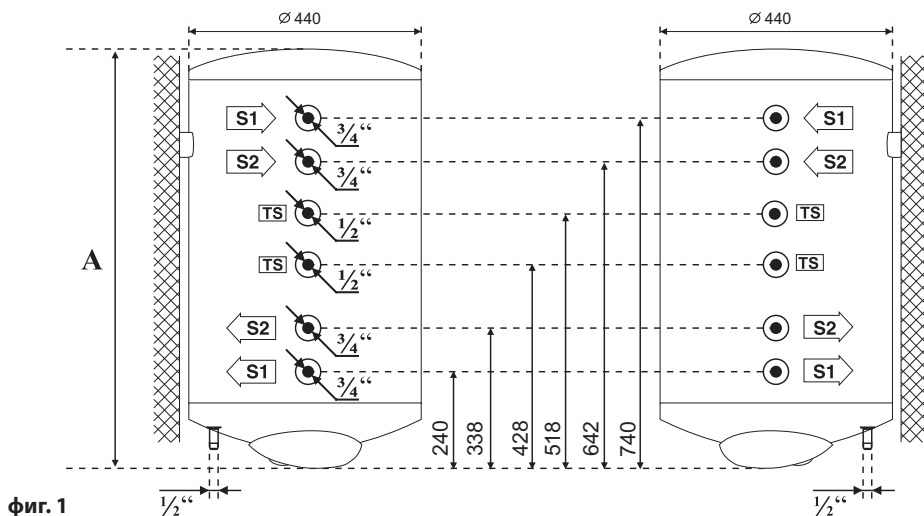 Ø 440
Ø 440
S1
¾“
S1
S2
¾“
S2
TS
½“
TS
A
TS
½“
TS
S2
¾“
S2
S1
¾“
S1
240
338
428
518
642
740
фиг. 1
½“
½“